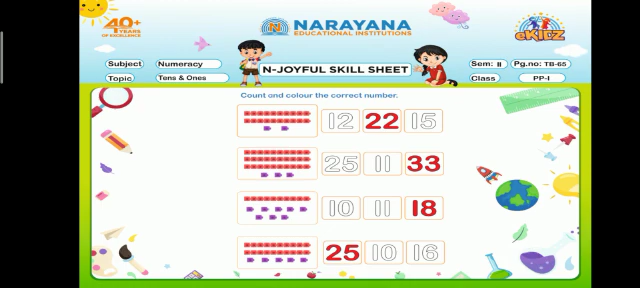 40+
YEARS
OF EXCELLENCE
NARAYANA
EDUCATIONAL INSTITUTIONS
eKIDZ
Subject Numeracy
N-JOYFUL SKILL SHEET
Sem: II Pg.no: TB-65
Topic Tens & Ones
Class PP-I
Count and colour the correct number.
12 22 15
25 11 33
10 11 18
25 10 16